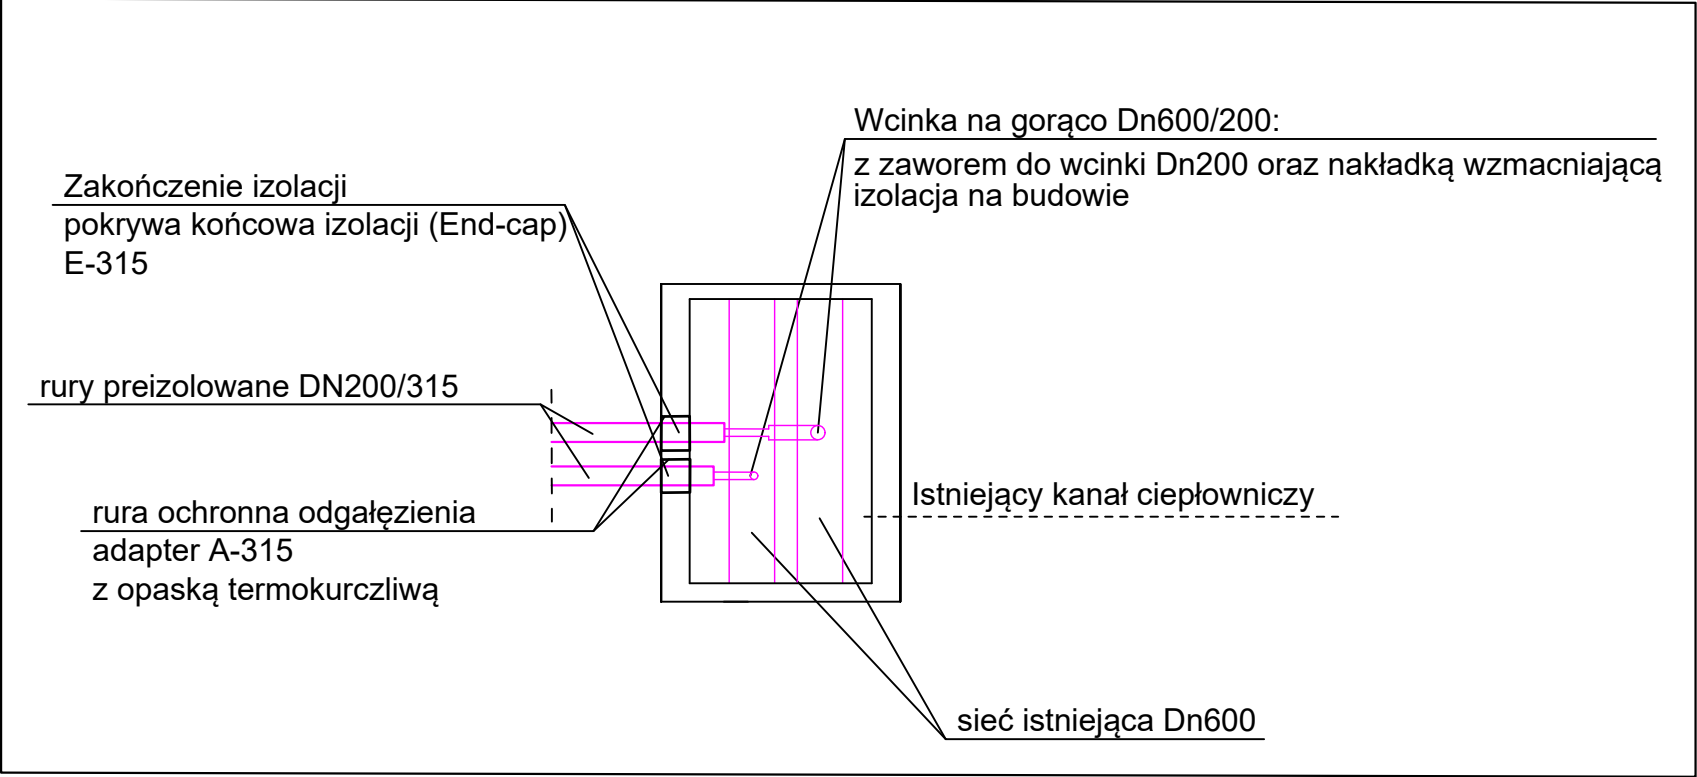 Wcinka na gorąco Dn600/200:
z zaworem do wcinki Dn200 oraz nakładką wzmacniającą
izolacja na budowie
Zakończenie izolacji
pokrywa końcowa izolacji (End-cap)
E-315
rury preizolowane DN200/315
rura ochronna odgałęzienia
adapter A-315
z opaską termokurczliwą
Istniejący kanał ciepłowniczy
sieć istniejąca Dn600